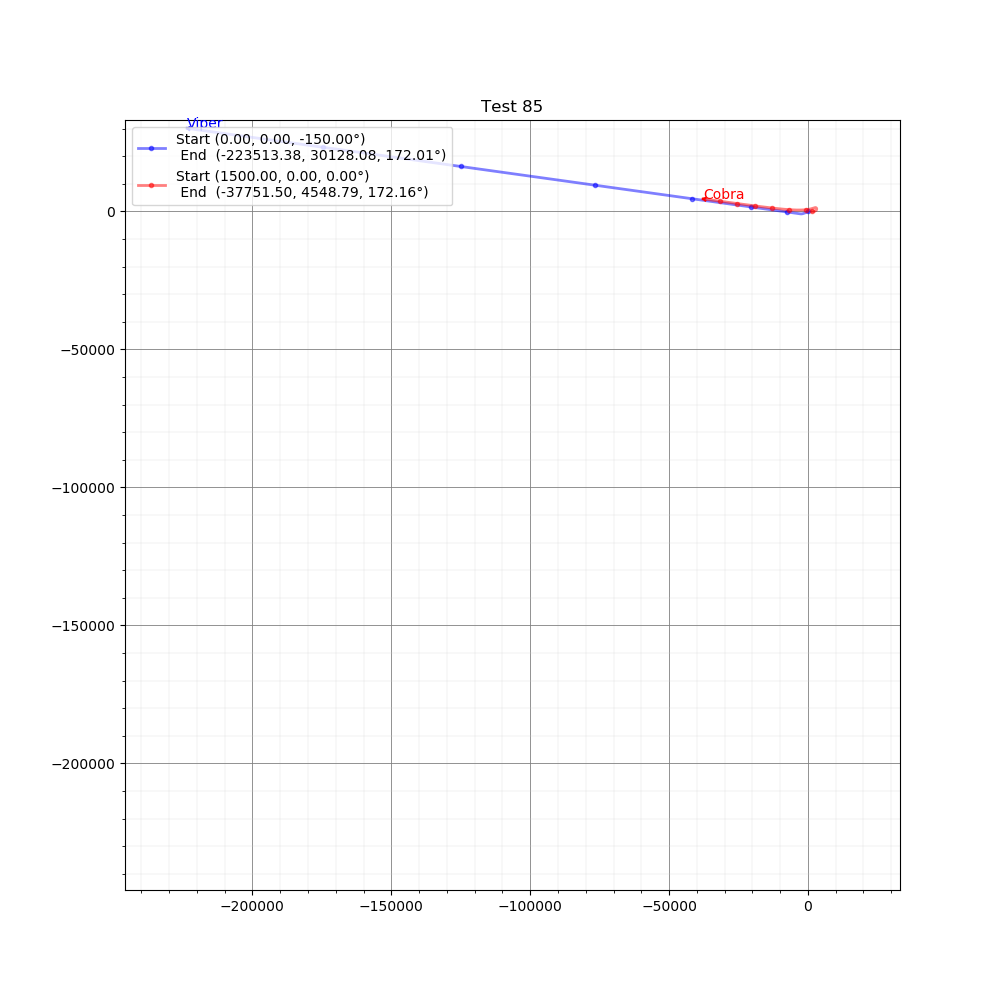 Test 85
Viper
Start (0.00, 0.00, -150.00°)
End (-223513.38, 30128.08, 172.01°)
Start (1500.00, 0.00, 0.00°)
End (-37751.50, 4548.79, 172.16°)
Cobra
0
−50000
−100000
−150000
−200000
−200000 −150000 −100000 −50000 0